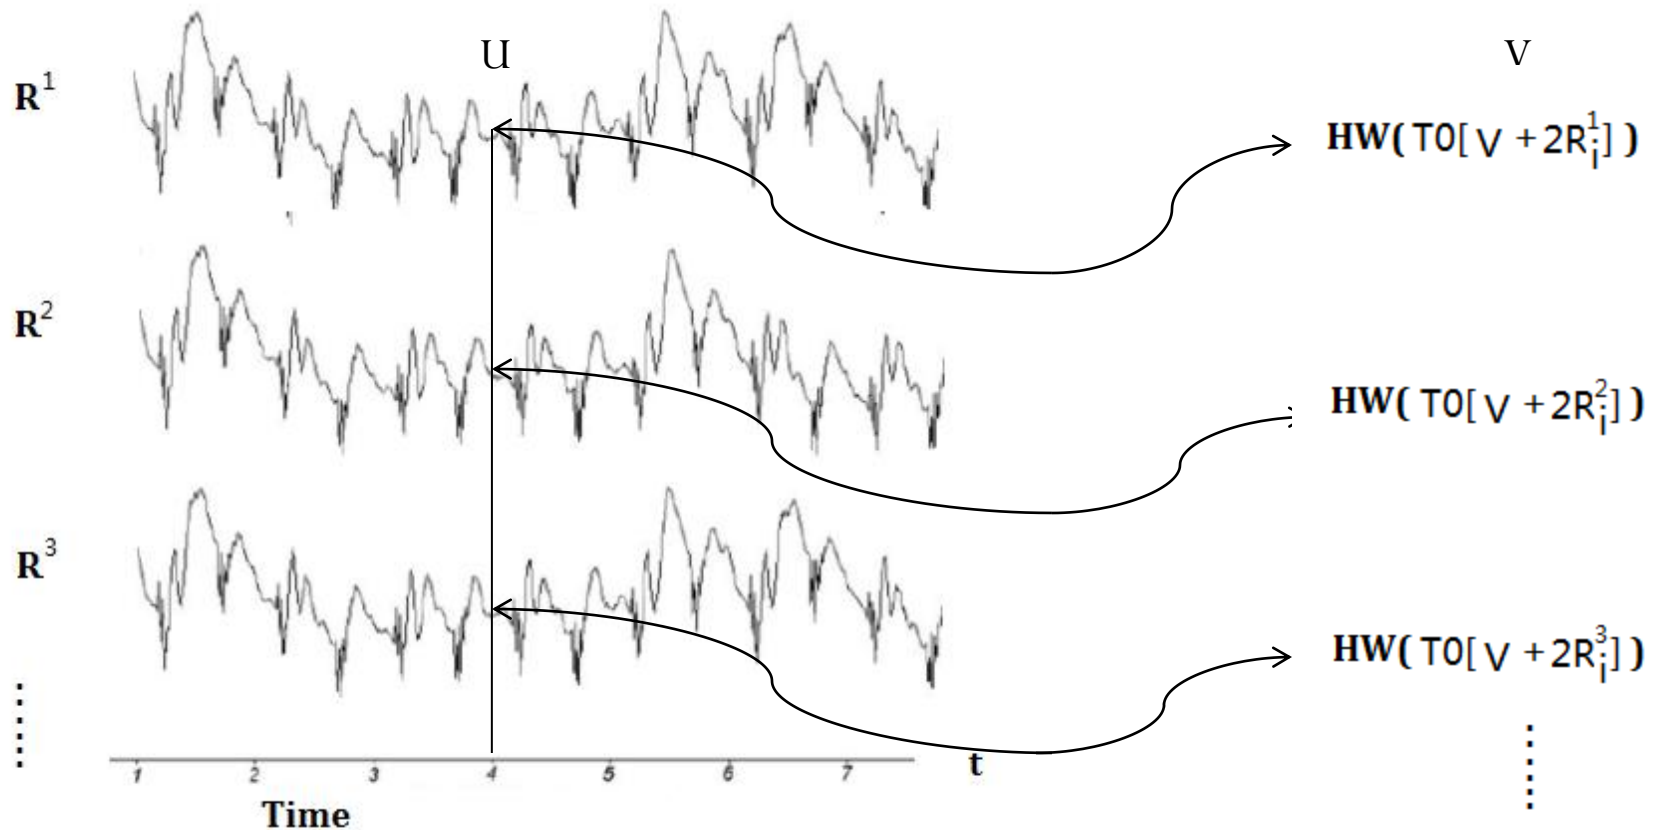 U V
R¹
HW( T0[ V + 2R¹ᵢ] )
R²
HW( T0[ V + 2R²ᵢ] )
R³
HW( T0[ V + 2R³ᵢ] )
1 2 3 4 5 6 7 t
Time